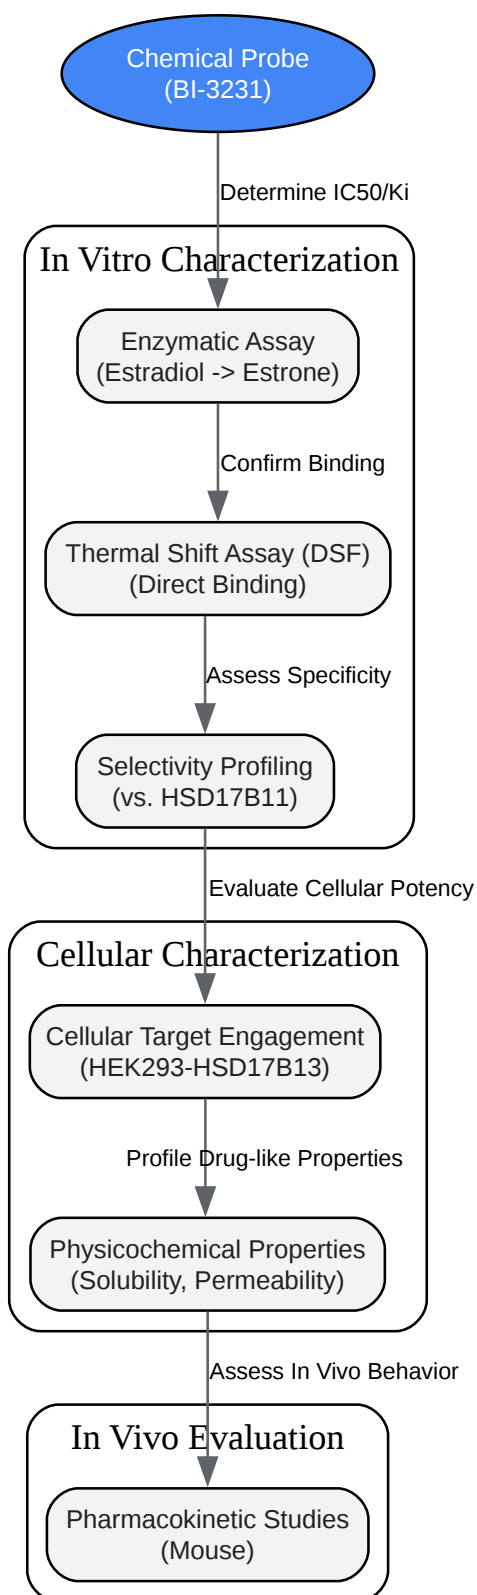 Chemical Probe
(BI-3231)
Determine IC50/Ki
In Vitro Characterization
Enzymatic Assay
(Estradiol -> Estrone)
Confirm Binding
Thermal Shift Assay (DSF)
(Direct Binding)
Assess Specificity
Selectivity Profiling
(vs. HSD17B11)
Evaluate Cellular Potency
Cellular Characterization
Cellular Target Engagement
(HEK293-HSD17B13)
Profile Drug-like Properties
Physicochemical Properties
(Solubility, Permeability)
Assess In Vivo Behavior
In Vivo Evaluation
Pharmacokinetic Studies
(Mouse)